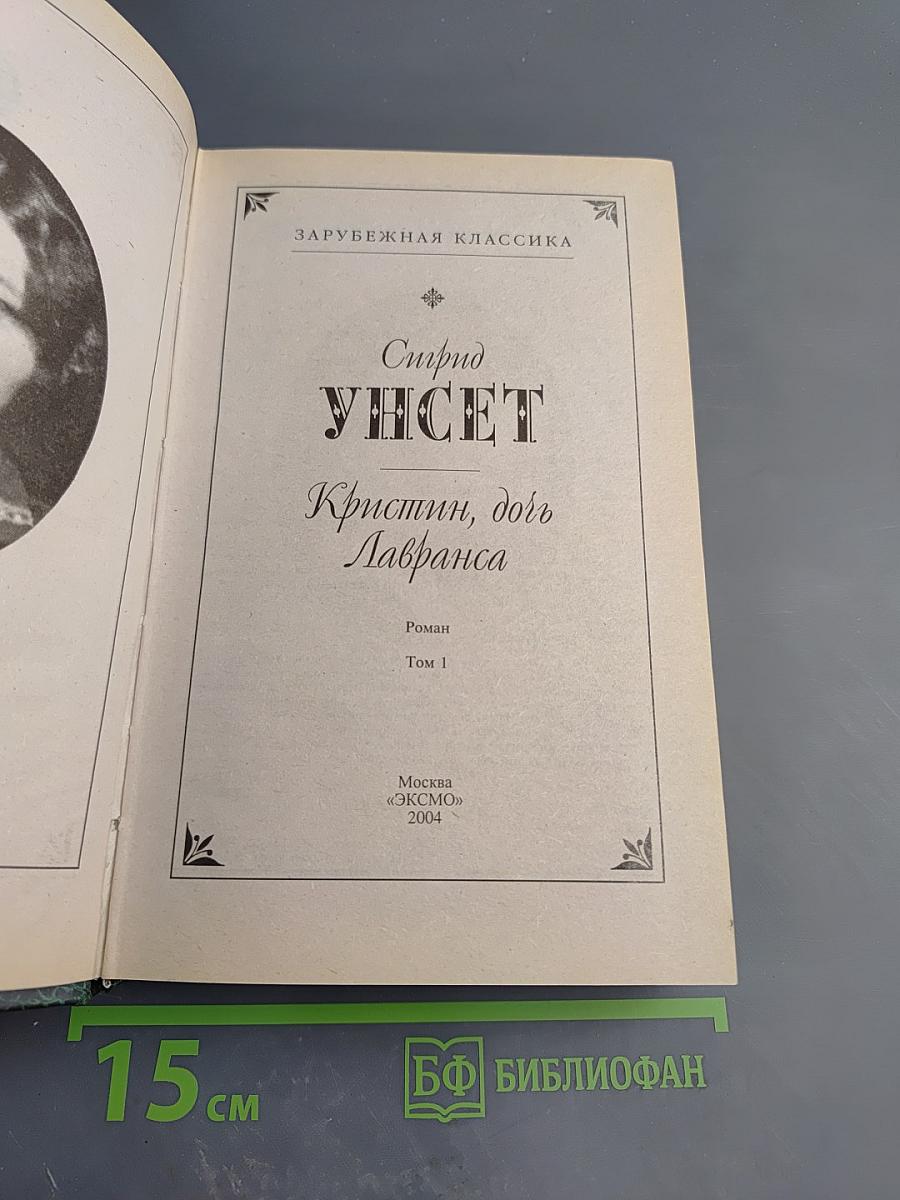 ЗАРУБЕЖНАЯ КЛАССИКА
Сигрид
УНСЕТ
Кристин, дочь
Лавранса
Роман
Том 1
Москва
«ЭКСМО»
2004
15 см
БФ БИБЛИОФАН